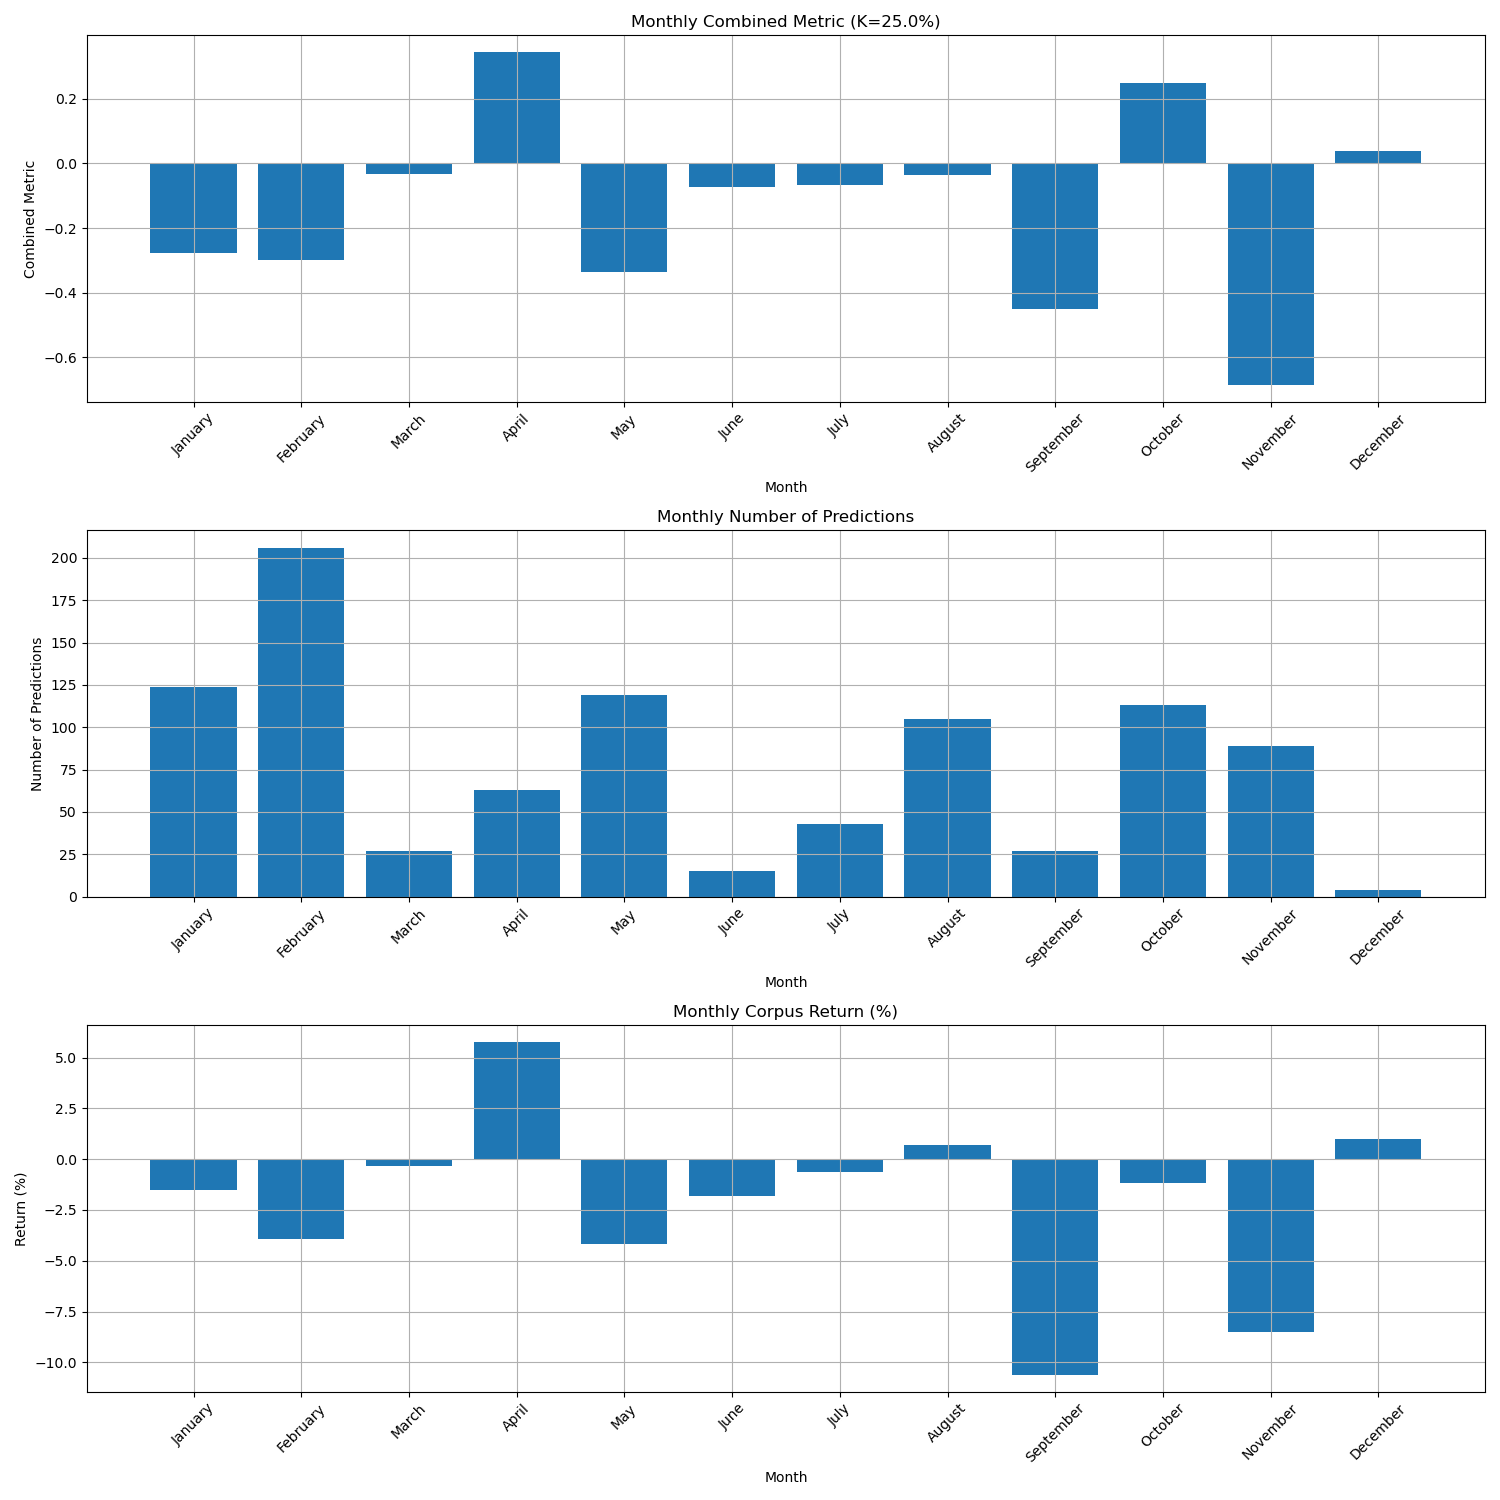 Monthly Combined Metric (K=25.0%)
Combined Metric
0.2
0.0
−0.2
−0.4
−0.6
January February March April May June July August September October November December
Month
Monthly Number of Predictions
Number of Predictions
200
175
150
125
100
75
50
25
0
January February March April May June July August September October November December
Month
Monthly Corpus Return (%)
Return (%)
5.0
2.5
0.0
−2.5
−5.0
−7.5
−10.0
January February March April May June July August September October November December
Month